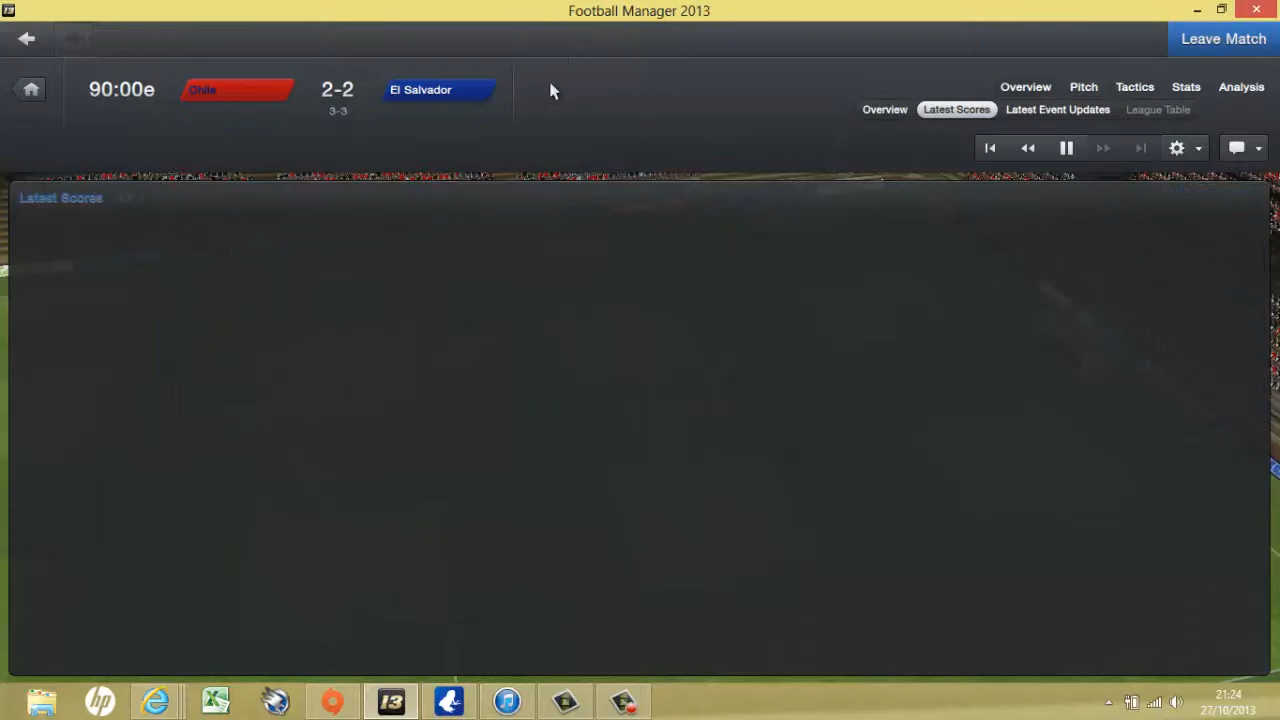 Football Manager 2013
Leave Match
90:00e Chile 2-2 El Salvador
3-3
Overview Pitch Tactics Stats Analysis
Overview Latest Scores Latest Event Updates League Table
Latest Scores
13
21:24
27/10/2013